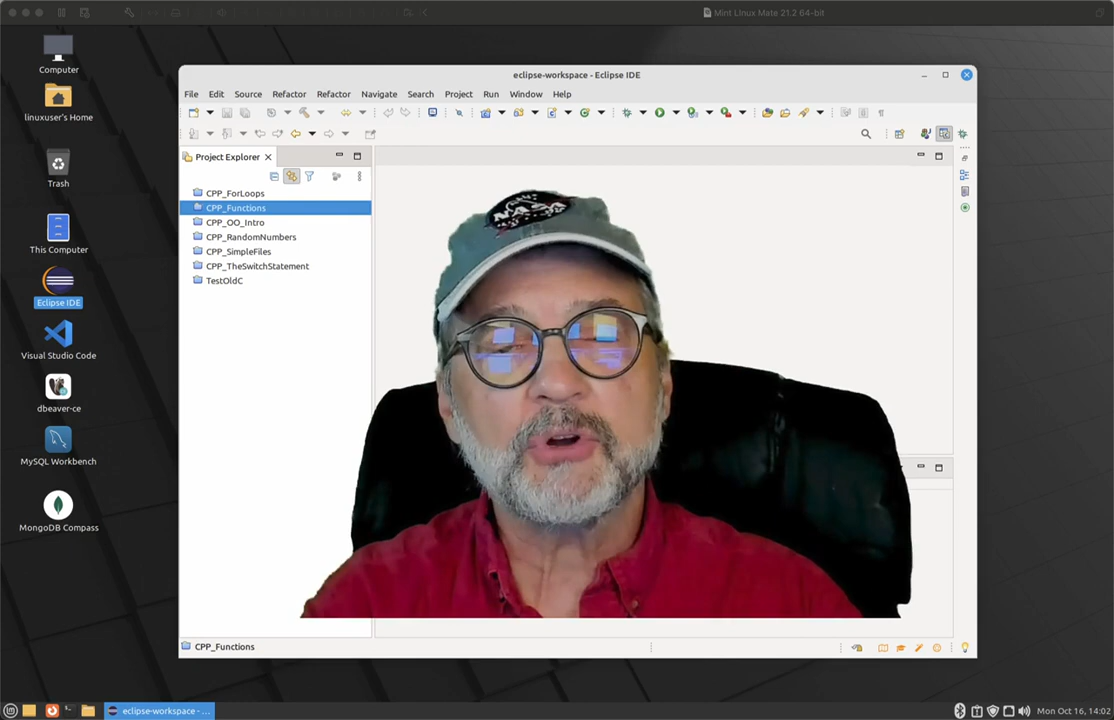 Mint Linux Mate 21.2 64-bit
Computer
linuxuser's Home
Trash
This Computer
Eclipse IDE
Visual Studio Code
dbeaver-ce
MySQL Workbench
MongoDB Compass
eclipse-workspace - Eclipse IDE
File Edit Source Refactor Refactor Navigate Search Project Run Window Help
Project Explorer
CPP_ForLoops
CPP_Functions
CPP_OO_Intro
CPP_RandomNumbers
CPP_SimpleFiles
CPP_TheSwitchStatement
TestOldC
NASA
CPP_Functions
eclipse-workspace - ...
Mon Oct 16, 14:02